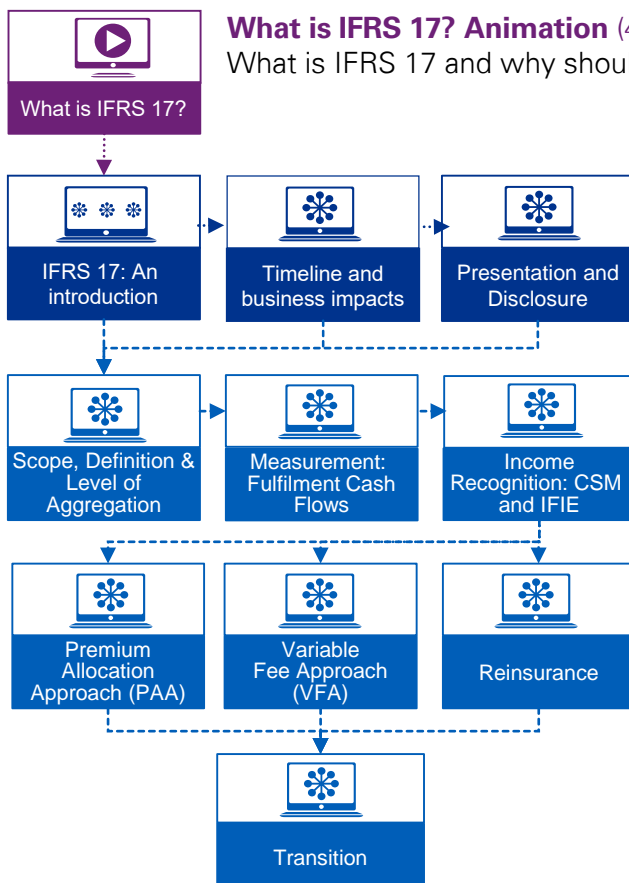 What is IFRS 17? Animation (4
What is IFRS 17 and why shou
What is IFRS 17?
IFRS 17: An
introduction
Timeline and
business impacts
Presentation and
Disclosure
Scope, Definition &
Level of
Aggregation
Measurement:
Fulfilment Cash
Flows
Income
Recognition: CSM
and IFIE
Premium
Allocation
Approach (PAA)
Variable
Fee Approach
(VFA)
Reinsurance
Transition